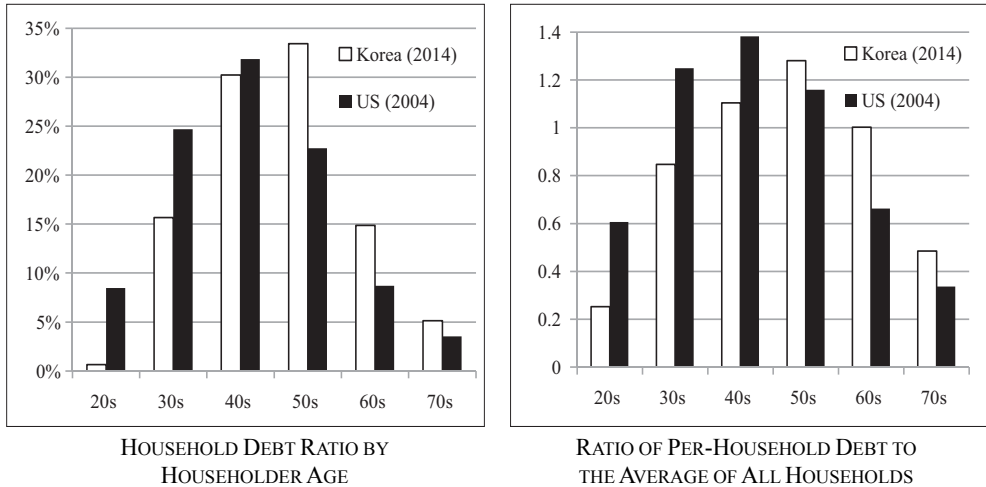 35%
30%
25%
20%
15%
10%
5%
0%
Korea (2014)
US (2004)
20s 30s 40s 50s 60s 70s
HOUSEHOLD DEBT RATIO BY
HOUSEHOLDER AGE
1.4
1.2
1
0.8
0.6
0.4
0.2
0
Korea (2014)
US (2004)
20s 30s 40s 50s 60s 70s
RATIO OF PER-HOUSEHOLD DEBT TO
THE AVERAGE OF ALL HOUSEHOLDS